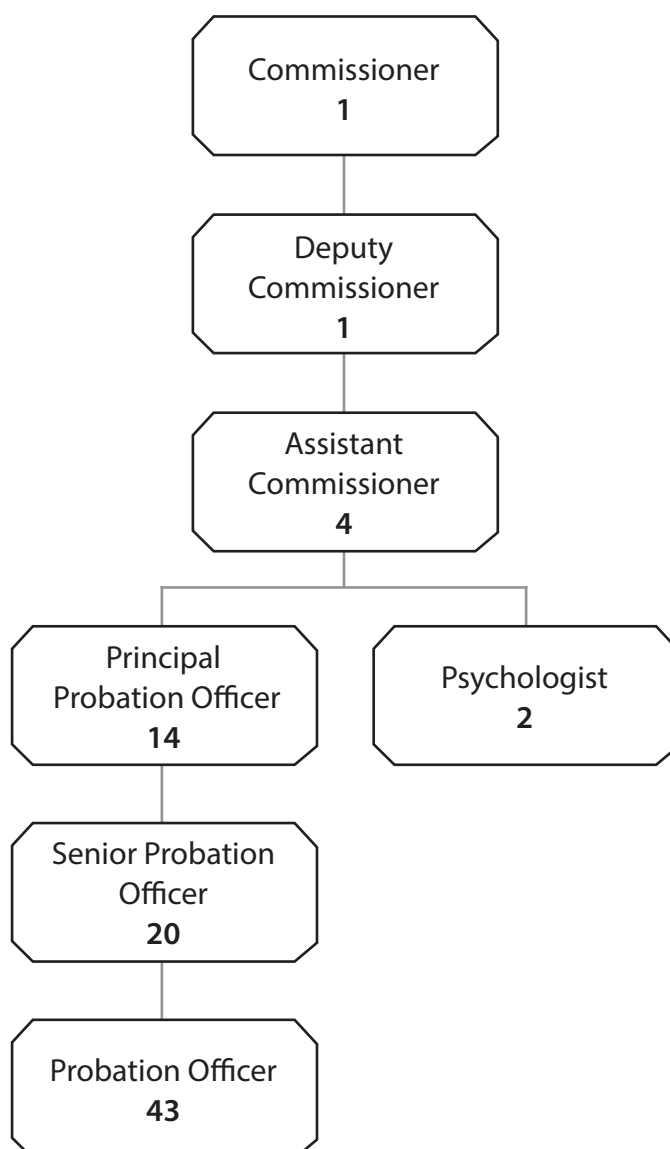 Commissioner
1
Deputy
Commissioner
1
Assistant
Commissioner
4
Principal
Probation Officer
14
Psychologist
2
Senior Probation
Officer
20
Probation Officer
43